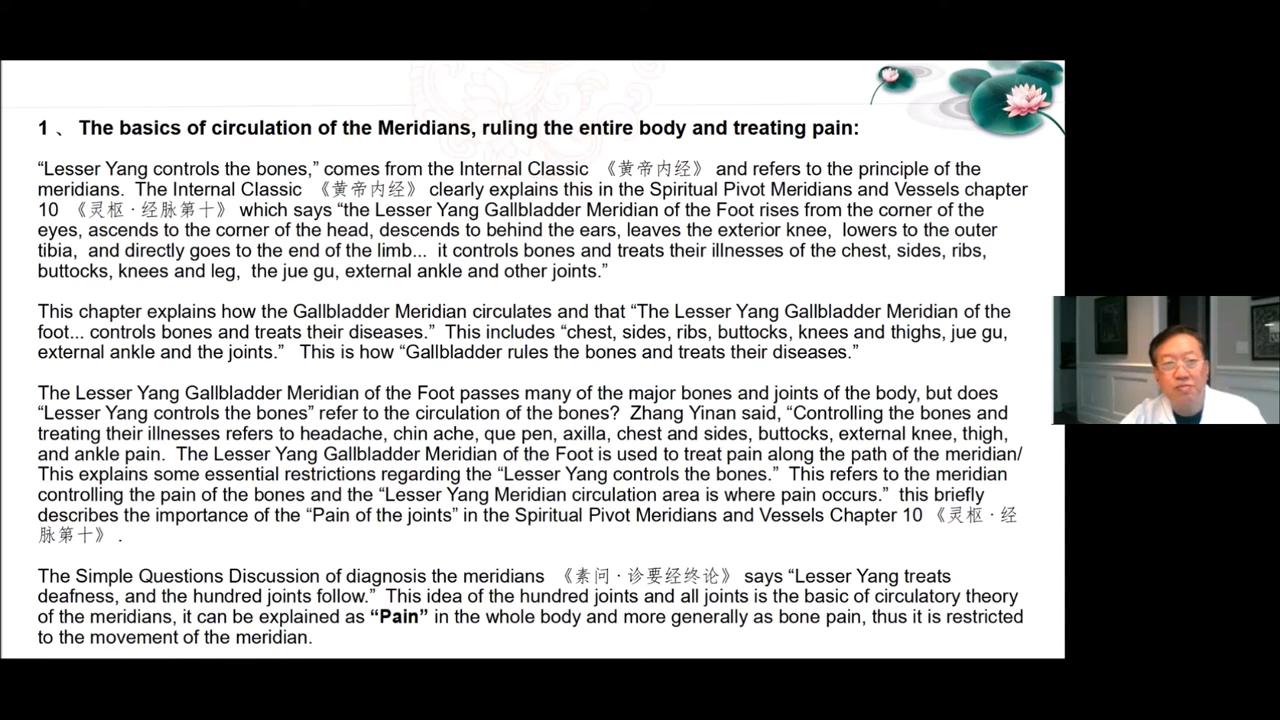 1 、 The basics of circulation of the Meridians, ruling the entire body and treating pain:
“Lesser Yang controls the bones,” comes from the Internal Classic 《黄帝内经》 and refers to the principle of the
meridians. The Internal Classic 《黄帝内经》 clearly explains this in the Spiritual Pivot Meridians and Vessels chapter
10 《灵枢 · 经脉第十》 which says “the Lesser Yang Gallbladder Meridian of the Foot rises from the corner of the
eyes, ascends to the corner of the head, descends to behind the ears, leaves the exterior knee, lowers to the outer
tibia, and directly goes to the end of the limb... it controls bones and treats their illnesses of the chest, sides, ribs,
buttocks, knees and leg, the jue gu, external ankle and other joints.”
This chapter explains how the Gallbladder Meridian circulates and that “The Lesser Yang Gallbladder Meridian of the
foot... controls bones and treats their diseases.” This includes “chest, sides, ribs, buttocks, knees and thighs, jue gu,
external ankle and the joints.” This is how “Gallbladder rules the bones and treats their diseases.”
The Lesser Yang Gallbladder Meridian of the Foot passes many of the major bones and joints of the body, but does
“Lesser Yang controls the bones” refer to the circulation of the bones? Zhang Yinan said, “Controlling the bones and
treating their illnesses refers to headache, chin ache, que pen, axilla, chest and sides, buttocks, external knee, thigh,
and ankle pain. The Lesser Yang Gallbladder Meridian of the Foot is used to treat pain along the path of the meridian/
This explains some essential restrictions regarding the “Lesser Yang controls the bones.” This refers to the meridian
controlling the pain of the bones and the “Lesser Yang Meridian circulation area is where pain occurs.” this briefly
describes the importance of the “Pain of the joints” in the Spiritual Pivot Meridians and Vessels Chapter 10 《灵枢 · 经
脉第十》 .
The Simple Questions Discussion of diagnosis the meridians 《素问 · 诊要经终论》 says “Lesser Yang treats
deafness, and the hundred joints follow.” This idea of the hundred joints and all joints is the basic of circulatory theory
of the meridians, it can be explained as “Pain” in the whole body and more generally as bone pain, thus it is restricted
to the movement of the meridian.